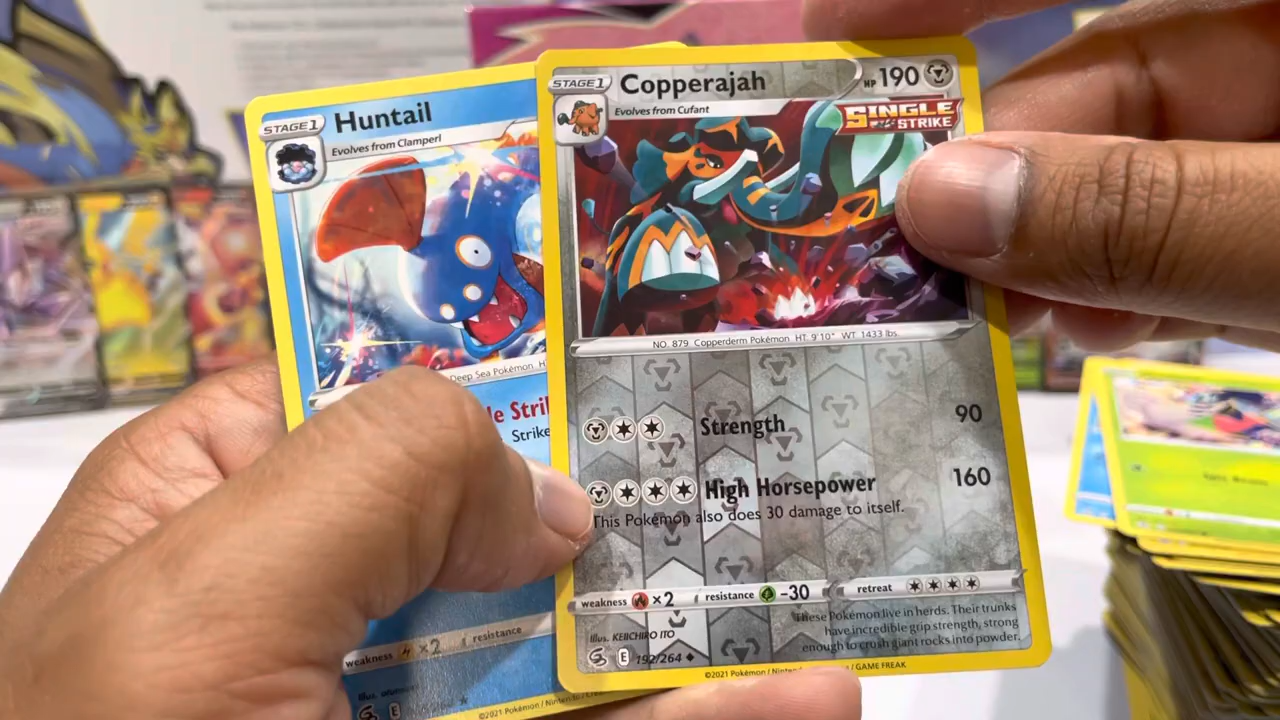 STAGE 1
Huntail
Evolves from Clamperl
Deep Sea Pokémon H
le Stri
Strike
weakness ×2 resistance
E
©2021 Pokémon / Nintendo / Cre
STAGE 1
Copperajah
HP 190
Evolves from Cufant
SINGLE
STRIKE
NO. 879 Copperderm Pokémon HT: 9'10" WT: 1433 lbs.
Strength 90
High Horsepower 160
This Pokémon also does 30 damage to itself.
weakness ×2 resistance -30 retreat
Illus. KEIICHIRO ITO
These Pokémon live in herds. Their trunks
have incredible grip strength, strong
enough to crush giant rocks into powder.
E 192/264
©2021 Pokémon / Ninten / GAME FREAK